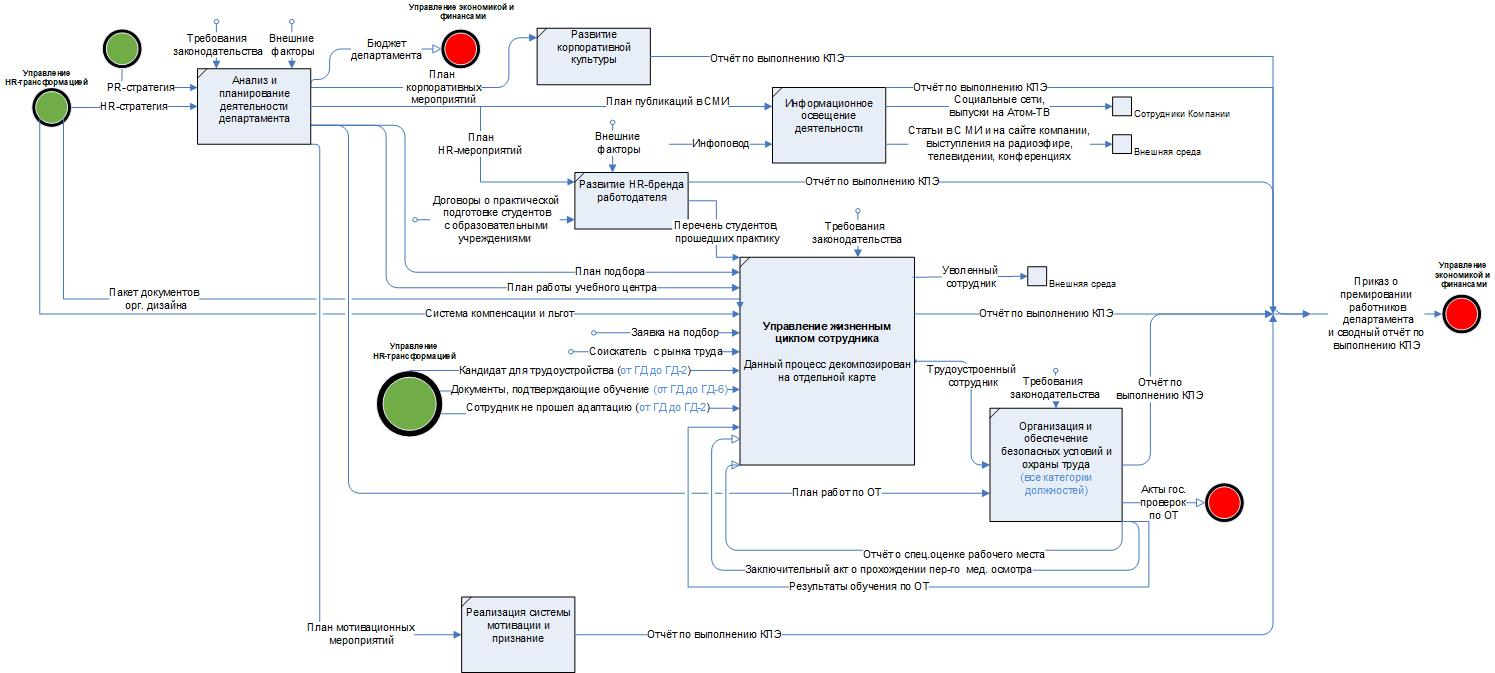 Управление
HR-трансформацией
PR-стратегия
HR-стратегия
Требования
законодательства
Внешние
факторы
Анализ и
планирование
деятельности
департамента
Бюджет
департамента
Управление экономикой и
финансами
План
корпоративных
мероприятий
Развитие
корпоративной
культуры
Отчёт по выполнению КПЭ
План публикаций в СМИ
Информационное
освещение
деятельности
Отчёт по выполнению КПЭ
Социальные сети,
выпуски на Атом-ТВ
Сотрудники Компании
Статьи в СМИ и на сайте компании,
выступления на радиоэфире,
телевидении, конференциях
Внешняя среда
План
HR-мероприятий
Внешние
факторы
Инфоповод
Развитие HR-бренда
работодателя
Отчёт по выполнению КПЭ
Договоры о практической
подготовке студентов
с образовательными
учреждениями
Перечень студентов,
прошедших практику
Требования
законодательства
План подбора
План работы учебного центра
Пакет документов
орг. дизайна
Система компенсации и льгот
Заявка на подбор
Соискатель с рынка труда
Управление
HR-трансформацией
Кандидат для трудоустройства (от ГД до ГД-2)
Документы, подтверждающие обучение (от ГД до ГД-6)
Сотрудник не прошел адаптацию (от ГД до ГД-2)
Управление жизненным
циклом сотрудника
Данный процесс декомпозирован
на отдельной карте
Уволенный
сотрудник
Внешняя среда
Отчёт по выполнению КПЭ
Приказ о
премировании
работников
департамента
и сводный отчёт по
выполнению КПЭ
Управление
экономикой и
финансами
Трудоустроенный
сотрудник
Требования
законодательства
Отчёт по
выполнению КПЭ
Организация и
обеспечение
безопасных условий и
охраны труда
(все категории
должностей)
Акты гос.
проверок
по ОТ
План работ по ОТ
Отчёт о спец.оценке рабочего места
Заключительный акт о прохождении пер-го мед. осмотра
Результаты обучения по ОТ
План мотивационных
мероприятий
Реализация системы
мотивации и
признание
Отчёт по выполнению КПЭ